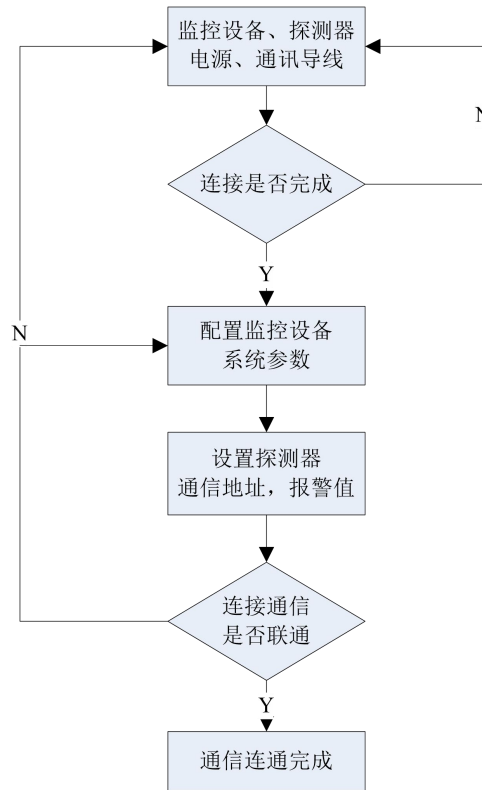 监控设备、探测器
电源、通讯导线
N
连接是否完成
Y
N
配置监控设备
系统参数
设置探测器
通信地址，报警值
连接通信
是否联通
Y
通信连通完成